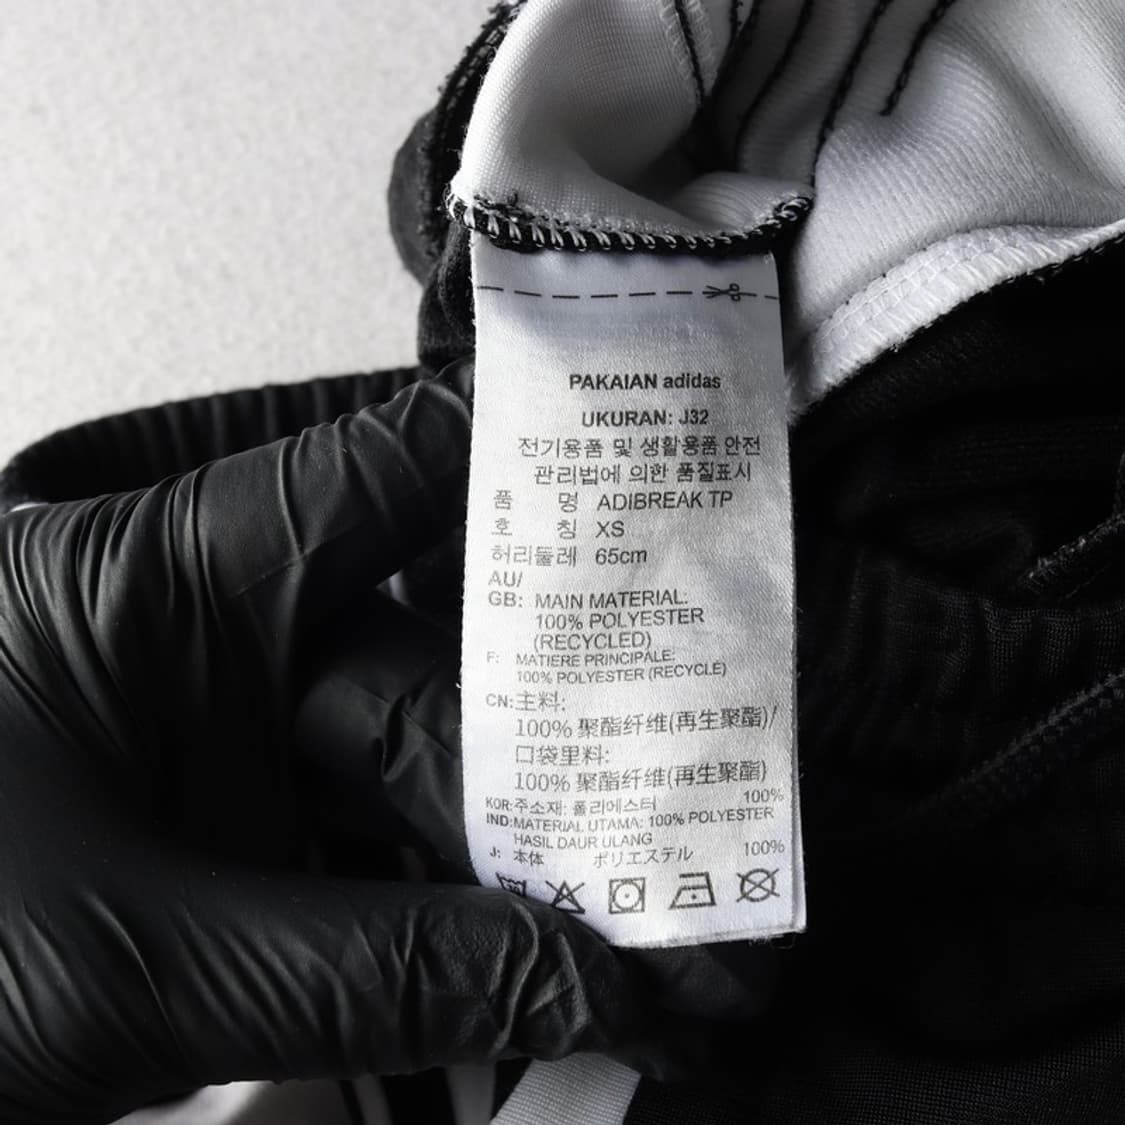 PAKAIAN adidas
UKURAN: J32
전기용품 및 생활용품 안전
관리법에 의한 품질표시
품 명 ADIBREAK TP
호 칭 XS
허리둘레 65cm
AU/
GB: MAIN MATERIAL:
100% POLYESTER
(RECYCLED)
F: MATIERE PRINCIPALE:
100% POLYESTER (RECYCLÉ)
CN:主料:
100% 聚酯纤维(再生聚酯)/
口袋里料:
100% 聚酯纤维(再生聚酯)
KOR:주소재: 폴리에스터 100%
IND:MATERIAL UTAMA: 100% POLYESTER
HASIL DAUR ULANG
J: 本体 ポリエステル 100%